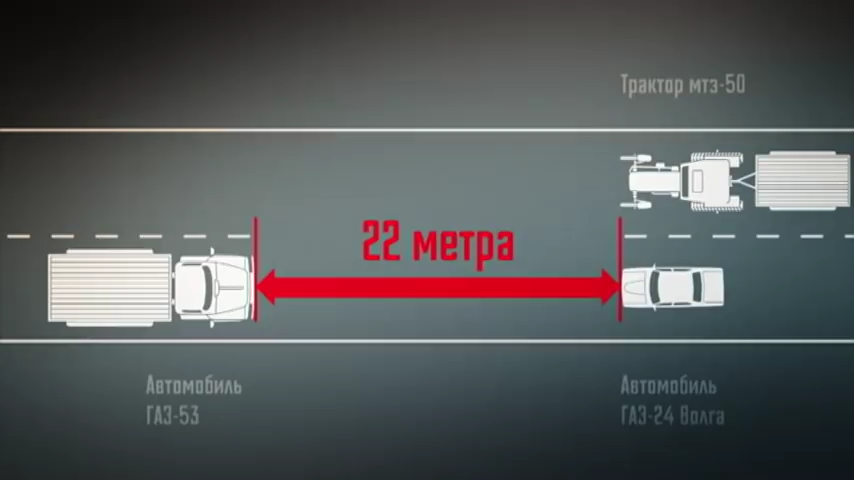 Трактор мтз-50
22 метра
Автомобиль
ГАЗ-53
Автомобиль
ГАЗ-24 Волга